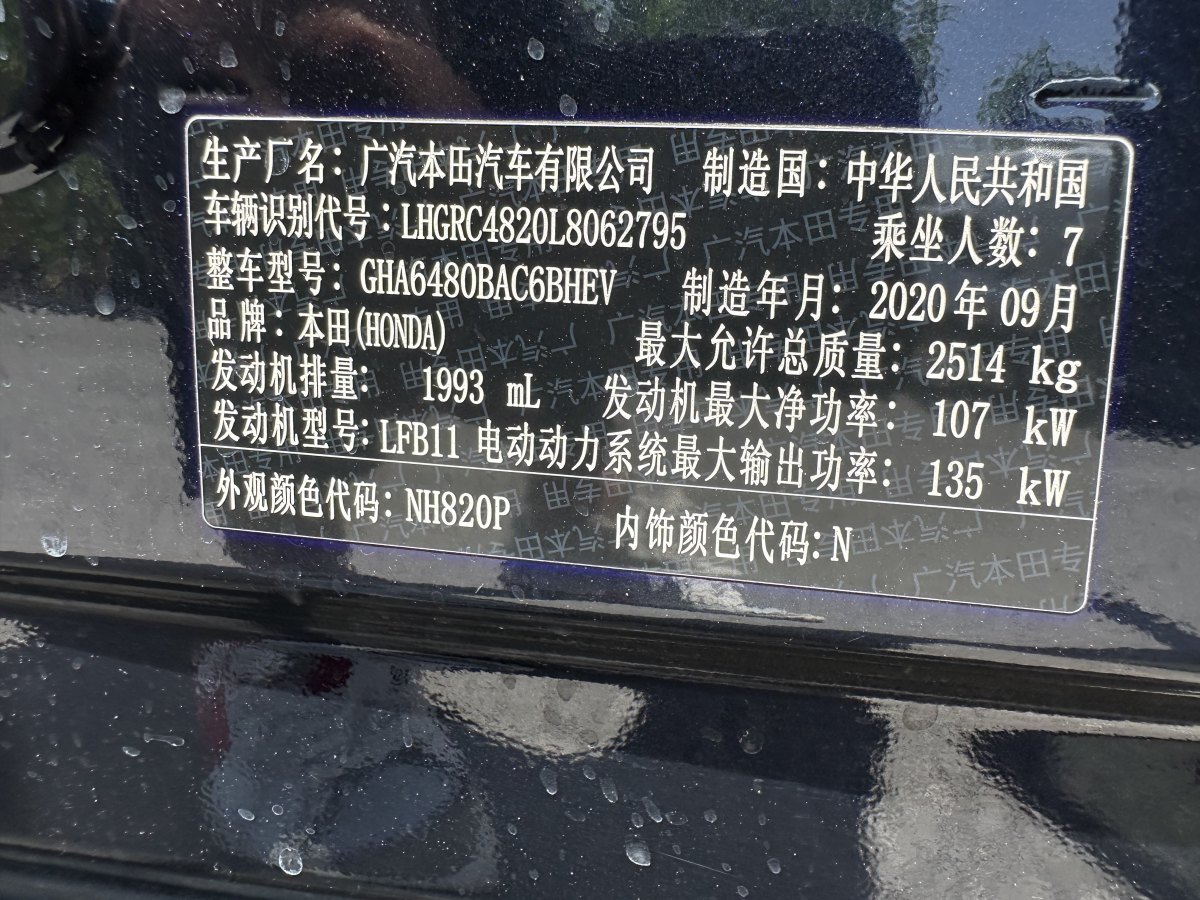 生产厂名：广汽本田汽车有限公司 制造国：中华人民共和国
车辆识别代号：LHGRC4820L8062795 乘坐人数：7
整车型号：GHA6480BAC6BHEV 制造年月：2020年09月
品牌：本田(HONDA) 最大允许总质量：2514 kg
发动机排量： 1993 mL 发动机最大净功率：107 kW
发动机型号：LFB11 电动动力系统最大输出功率：135 kW
外观颜色代码：NH820P 内饰颜色代码：N